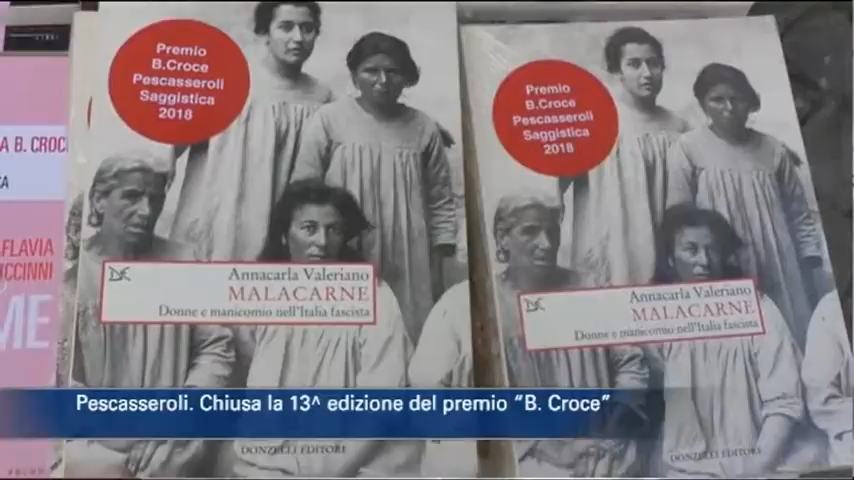 Premio
B.Croce
Pescasseroli
Saggistica
2018
Annacarla Valeriano
MALACARNE
Donne e manicomio nell'Italia fascista
DONZELLI EDITORE
Premio
B.Croce
Pescasseroli
Saggistica
2018
Annacarla Valeriano
MALACARNE
Donne e manicomio nell'Italia fascista
DONZELLI EDITORE
A B. CROC
FLAVIA
ME
Pescasseroli. Chiusa la 13^ edizione del premio “B. Croce”